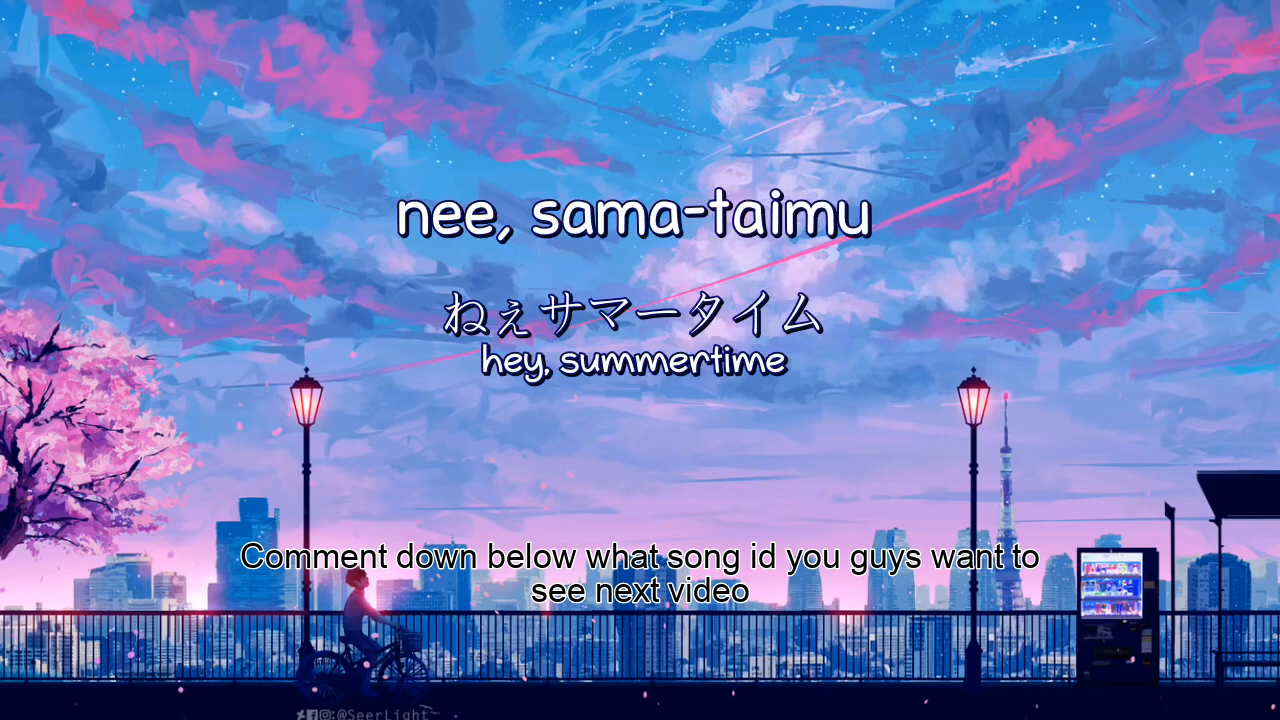 nee, sama-taimu
ねぇサマータイム
hey, summertime
Comment down below what song id you guys want to
see next video
@SeerLight